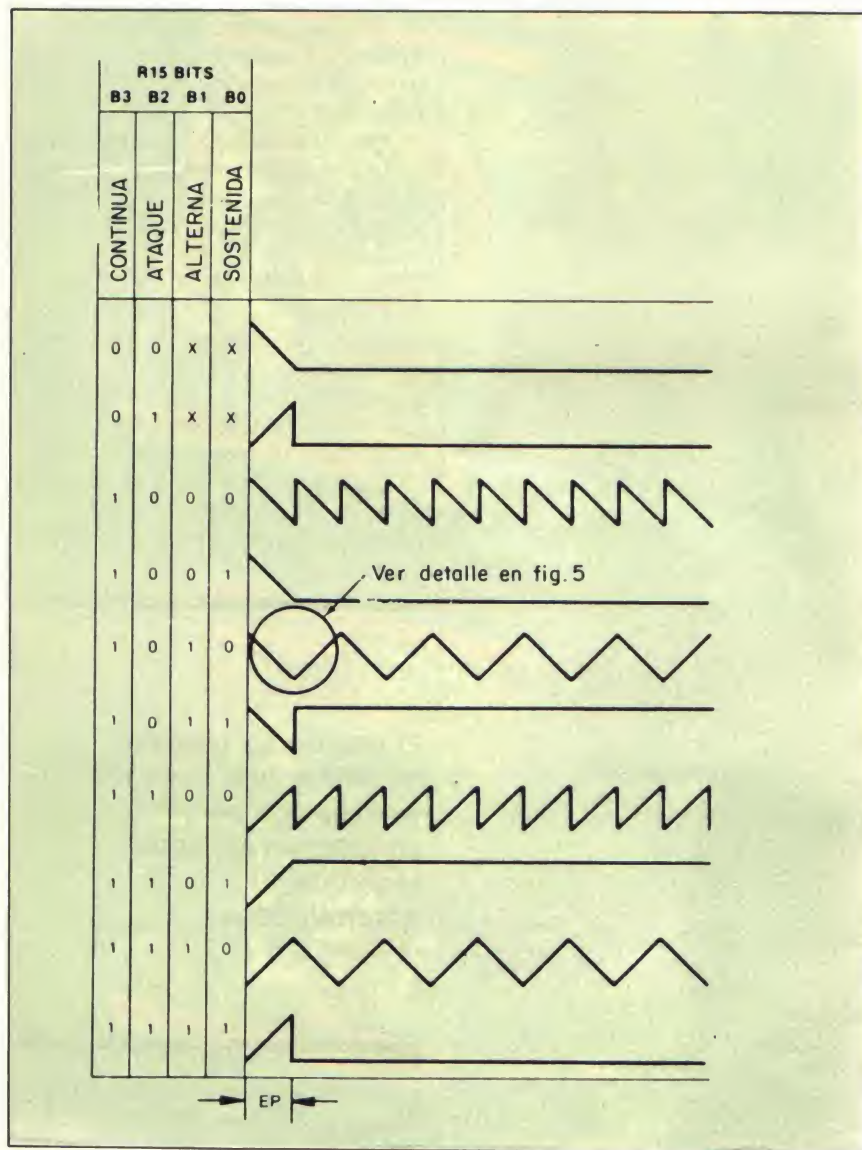 R15 BITS
B3 B2 B1 B0
CONTINUA ATAQUE ALTERNA SOSTENIDA
0 0 X X
0 1 X X
1 0 0 0
1 0 0 1
Ver detalle en fig. 5
1 0 1 0
1 0 1 1
1 1 0 0
1 1 0 1
1 1 1 0
1 1 1 1
EP